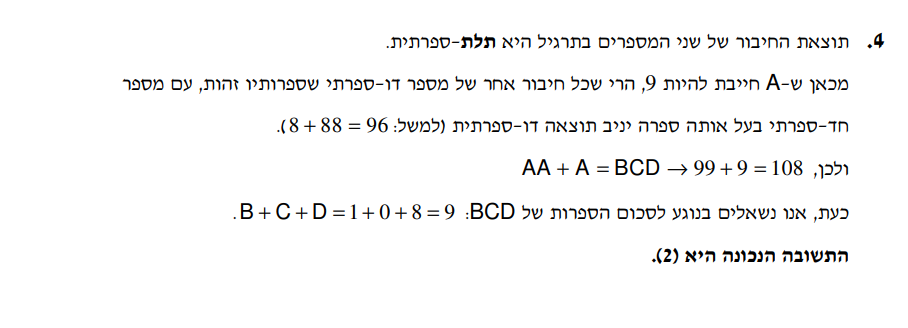 4. תוצאת החיבור של שני המספרים בתרגיל היא תלת-ספרתית.
מכאן ש-A חייבת להיות 9, הרי שכל חיבור אחר של מספר דו-ספרתי שספרותיו זהות, עם מספר
חד-ספרתי בעל אותה ספרה יניב תוצאה דו-ספרתית (למשל: 8 + 88 = 96).
ולכן, AA + A = BCD → 99 + 9 = 108
כעת, אנו נשאלים בנוגע לסכום הספרות של BCD: B + C + D = 1 + 0 + 8 = 9.
התשובה הנכונה היא (2).